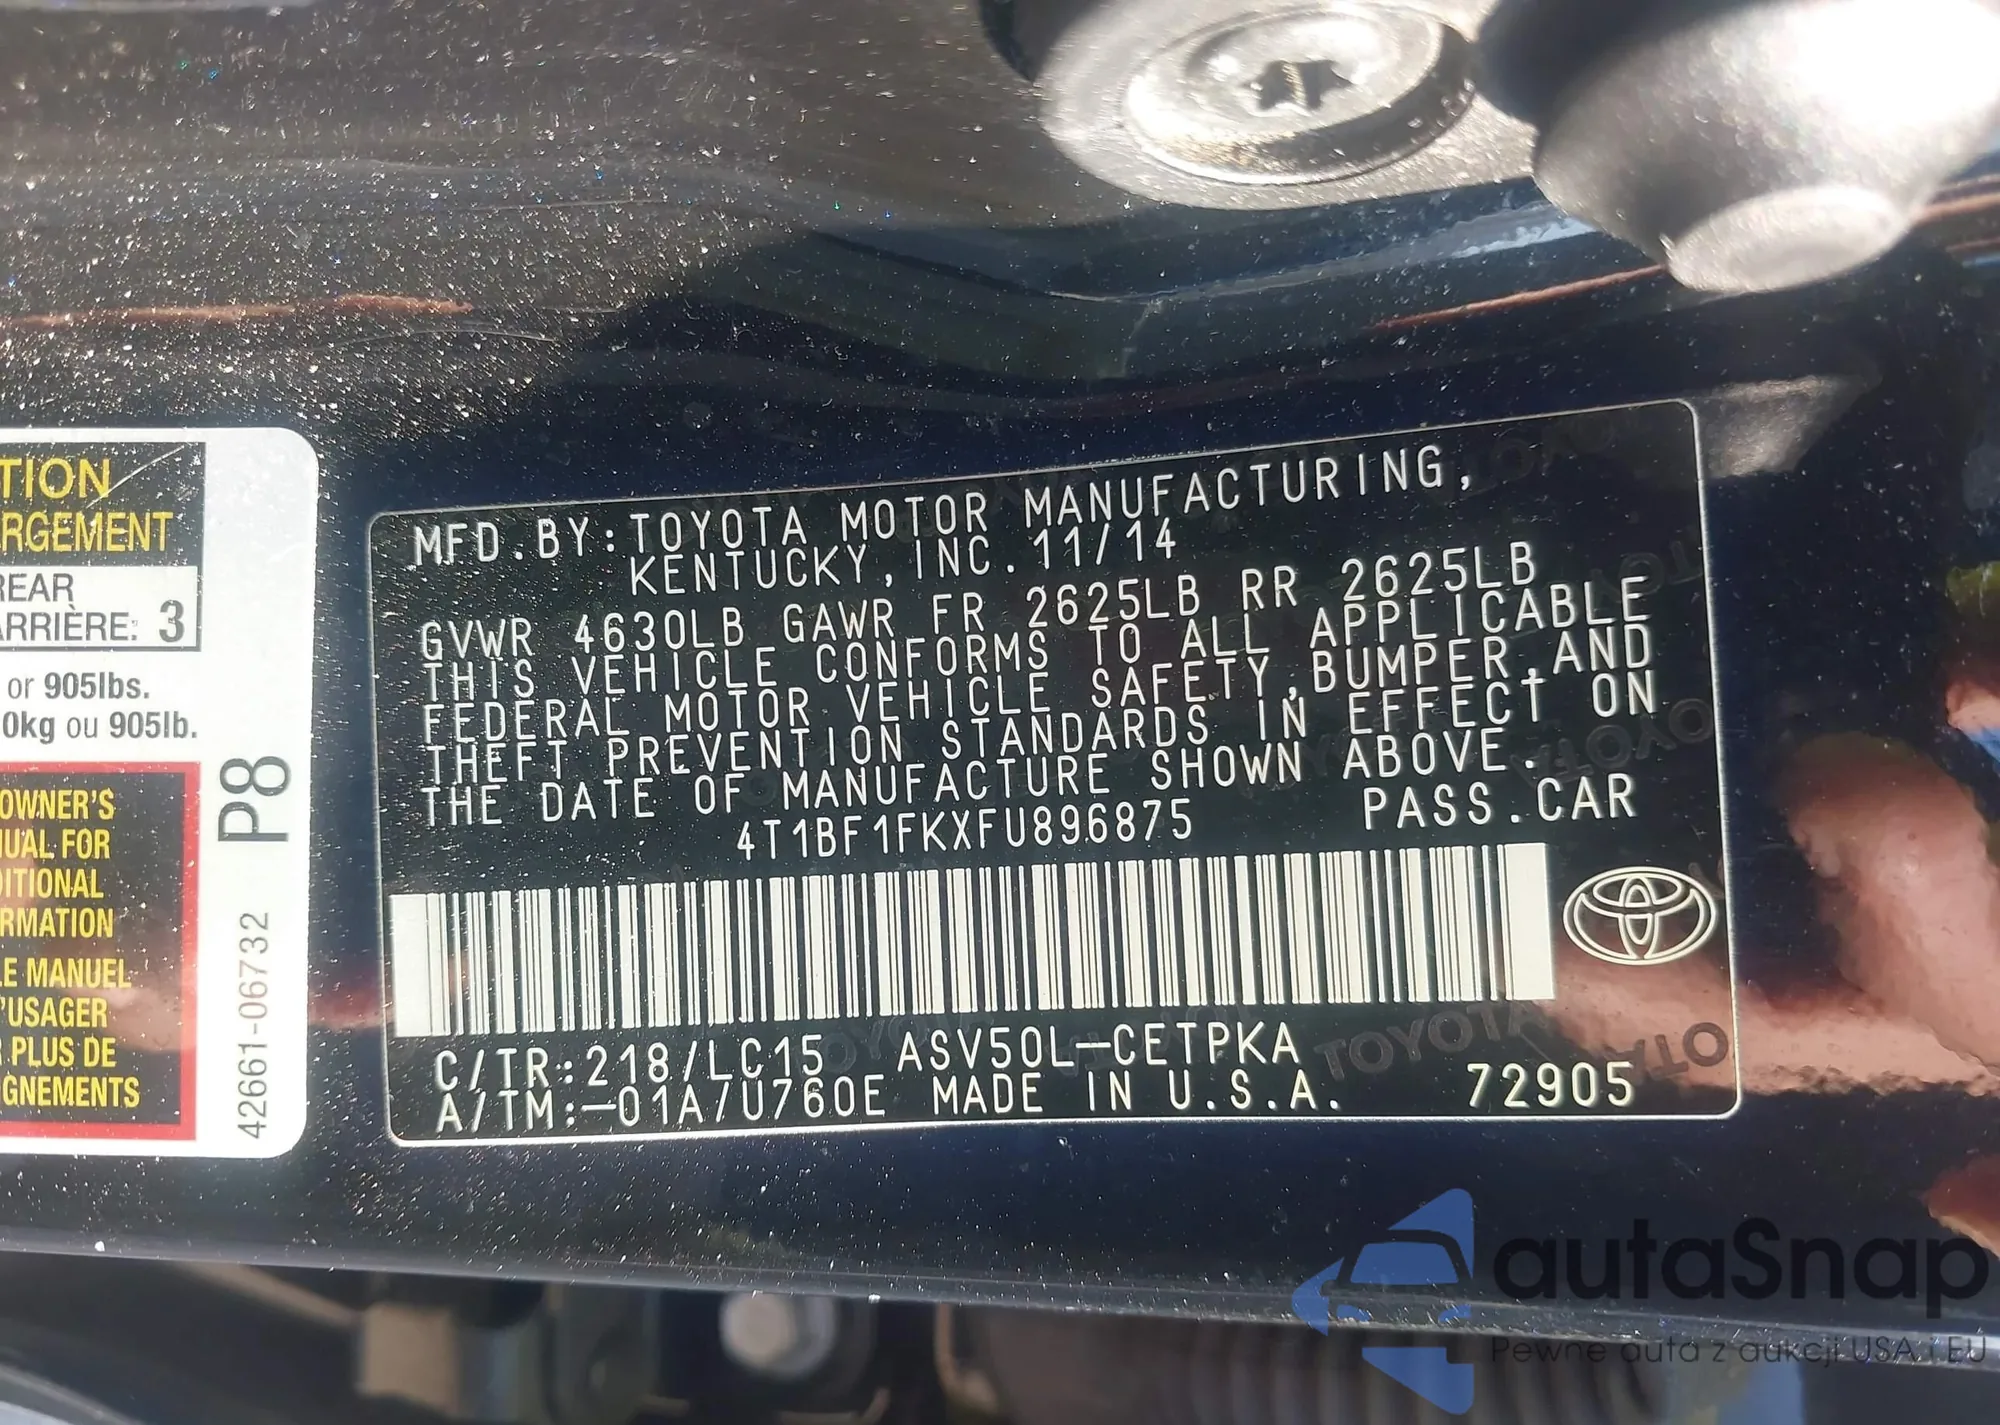 TION
RGEMENT
REAR
ARRIÈRE: 3
or 905lbs.
0kg ou 905lb.
OWNER'S
UAL FOR
DITIONAL
RMATION
LE MANUEL
'USAGER
PLUS DE
GNEMENTS
P8
42661-06732
MFD.BY:TOYOTA MOTOR MANUFACTURING,
KENTUCKY,INC.11/14
GVWR 4630LB GAWR FR 2625LB RR 2625LB
THIS VEHICLE CONFORMS TO ALL APPLICABLE
FEDERAL MOTOR VEHICLE SAFETY,BUMPER,AND
THEFT PREVENTION STANDARDS IN EFFECT ON
THE DATE OF MANUFACTURE SHOWN ABOVE.
4T1BF1FKXFU896875 PASS.CAR
C/TR:218/LC15 ASV50L-CETPKA
A/TM:-01A/U760E MADE IN U.S.A. 72905
TOYOTA
autaSnap
Pewne auta z aukcji USA i EU